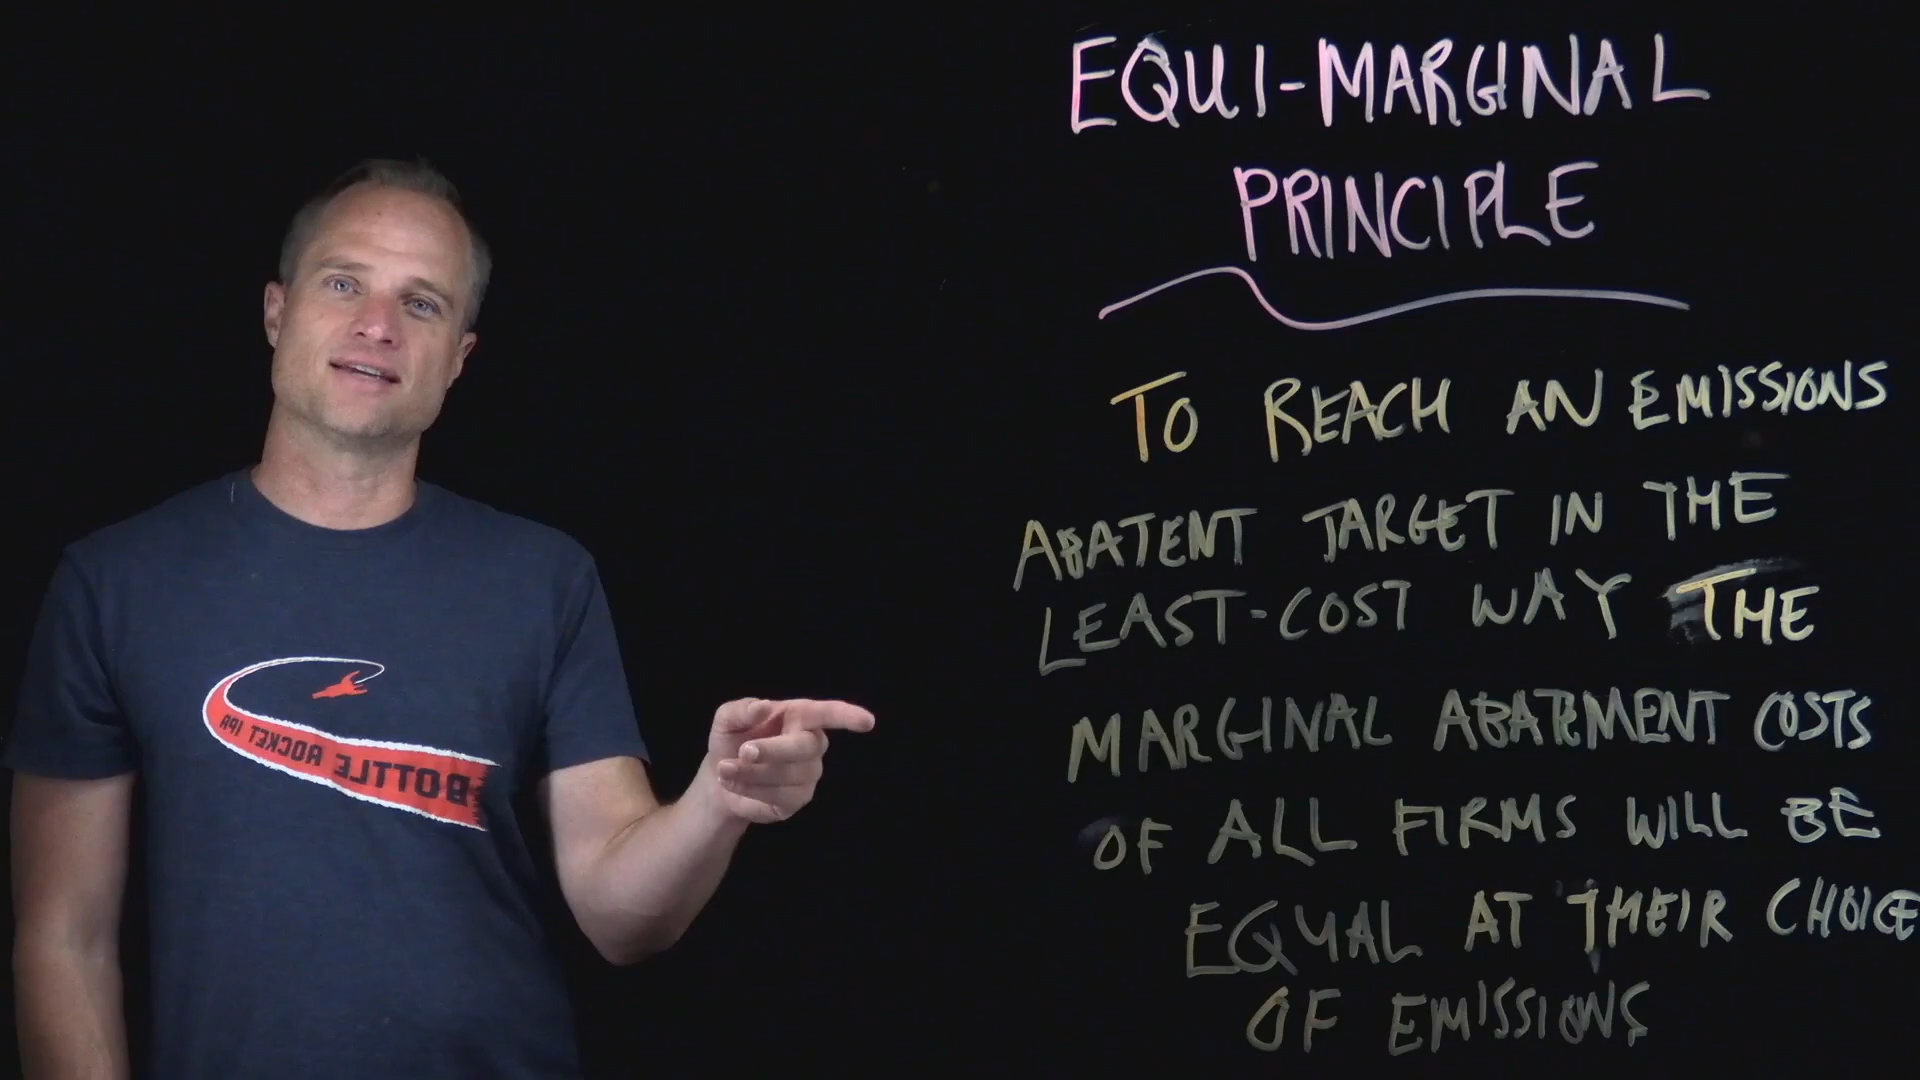 EQUI-MARGINAL
PRINCIPLE
TO REACH AN EMISSIONS
ABATENT TARGET IN THE
LEAST-COST WAY THE
MARGINAL ABATEMENT COSTS
OF ALL FIRMS WILL BE
EQUAL AT THEIR CHOICE
OF EMISSIONS
BOTTLE ROCKET IPA